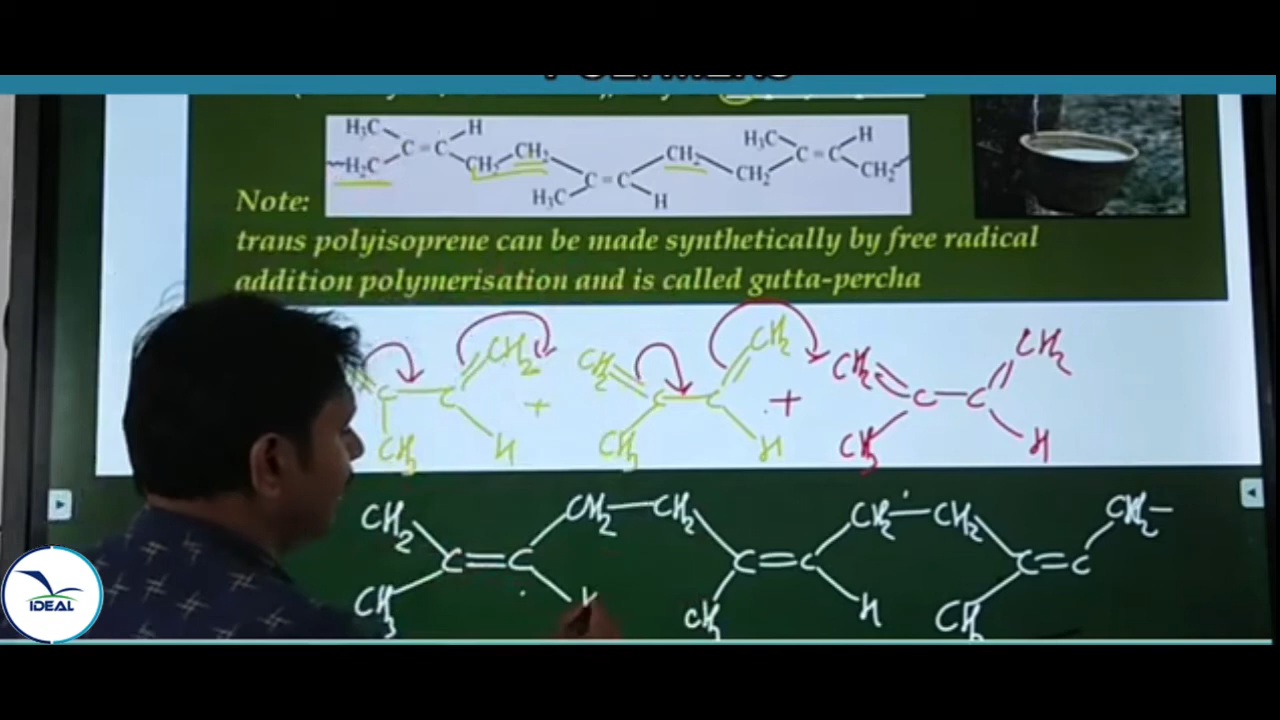 H₃C H H₃C H
C = C CH₂ CH₂ C = C
H₂C CH₂ C = C CH₂ CH₂
H₃C H
Note:
trans polyisoprene can be made synthetically by free radical
addition polymerisation and is called gutta-percha
CH₂ CH₂ CH₂ CH₂ CH₂
C — C + C — C + C — C
CH₃ H CH₃ H CH₃ H
CH₂ CH₂—CH₂ CH₂—CH₂ CH₂—
C=C C=C C=C
CH₃ CH₃ H CH₃
IDEAL